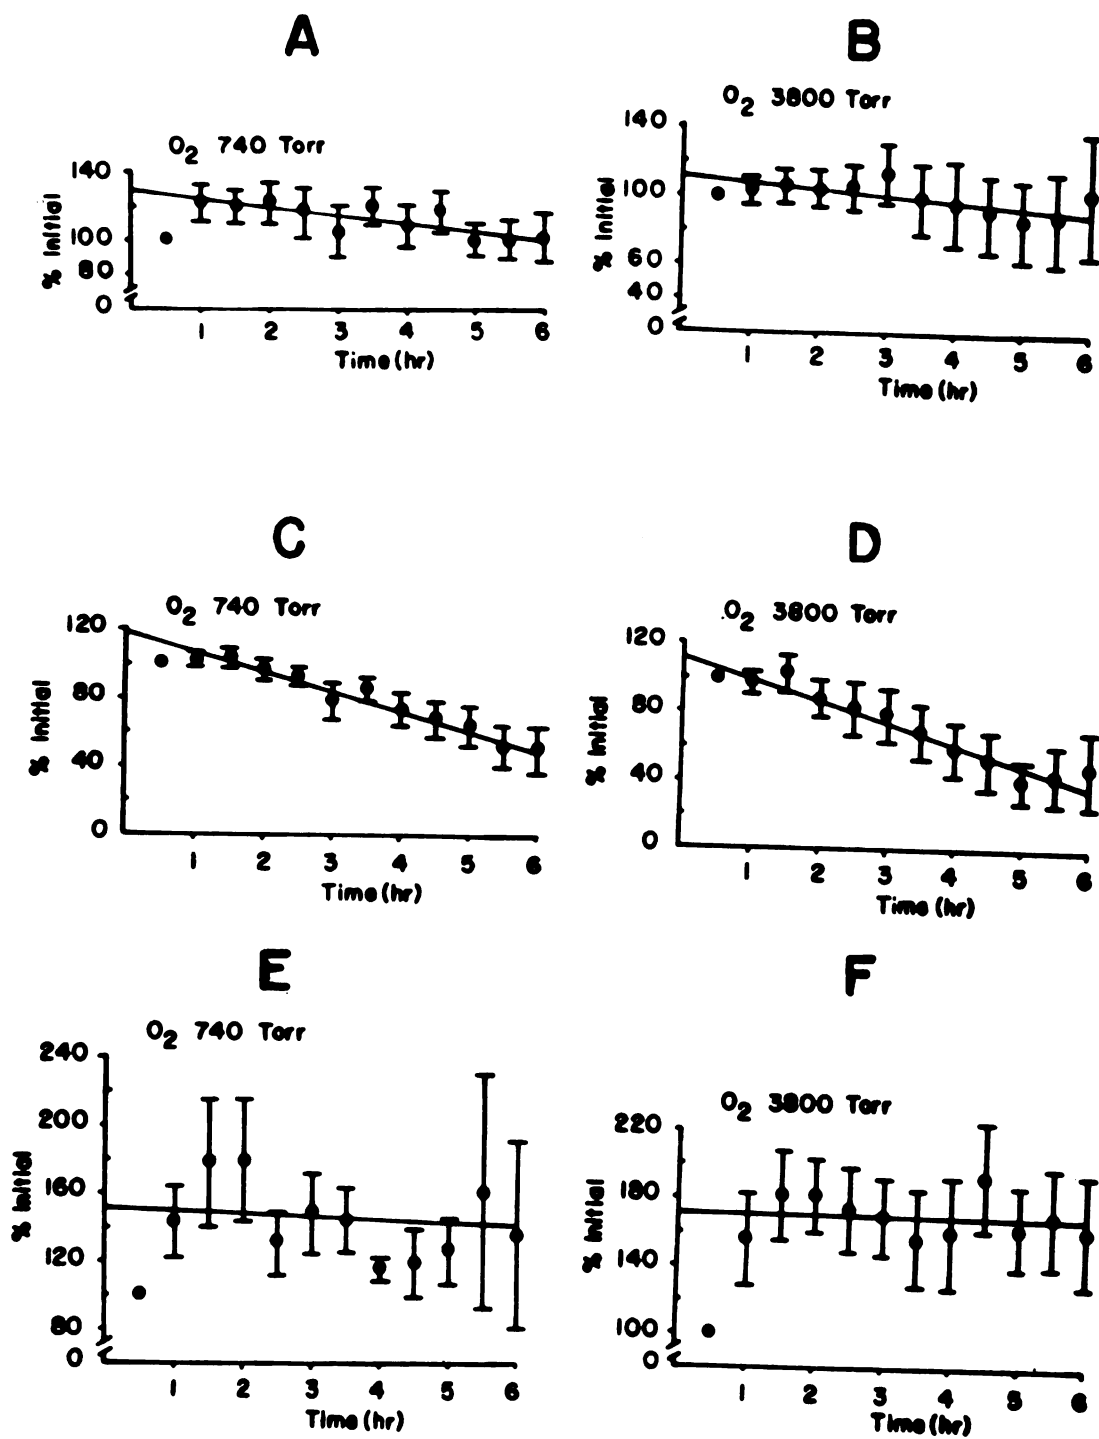 A
O2 740 Torr
140
100
80
0
% Initial
1 2 3 4 5 6
Time (hr)
B
O2 3800 Torr
140
100
60
40
0
% Initial
1 2 3 4 5 6
Time (hr)
C
O2 740 Torr
120
80
40
0
% Initial
1 2 3 4 5 6
Time (hr)
D
O2 3800 Torr
120
80
40
0
% Initial
1 2 3 4 5 6
Time (hr)
E
O2 740 Torr
240
200
160
120
80
0
% Initial
1 2 3 4 5 6
Time (hr)
F
O2 3800 Torr
220
180
140
100
0
% Initial
1 2 3 4 5 6
Time (hr)